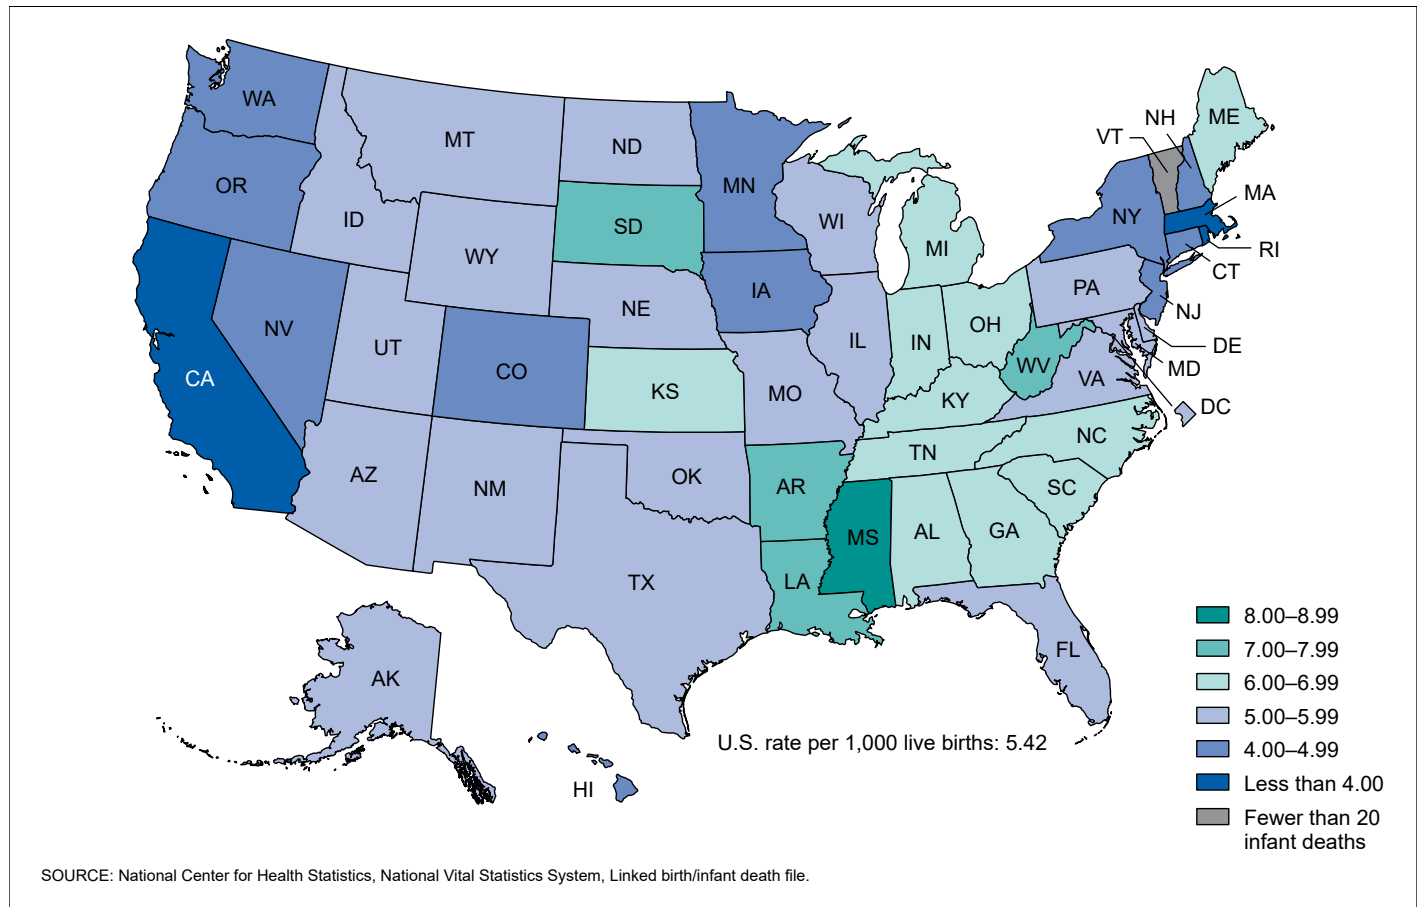 WA
MT
ND
MN
OR
ID
SD
WI
WY
MI
NY
VT
NH
ME
MA
RI
CT
NJ
DE
MD
DC
PA
IA
NE
NV
UT
CO
IL
IN
OH
WV
VA
CA
KS
MO
KY
NC
TN
AZ
NM
OK
AR
SC
MS
AL
GA
TX
LA
FL
AK
HI
U.S. rate per 1,000 live births: 5.42
8.00–8.99
7.00–7.99
6.00–6.99
5.00–5.99
4.00–4.99
Less than 4.00
Fewer than 20
infant deaths
SOURCE: National Center for Health Statistics, National Vital Statistics System, Linked birth/infant death file.